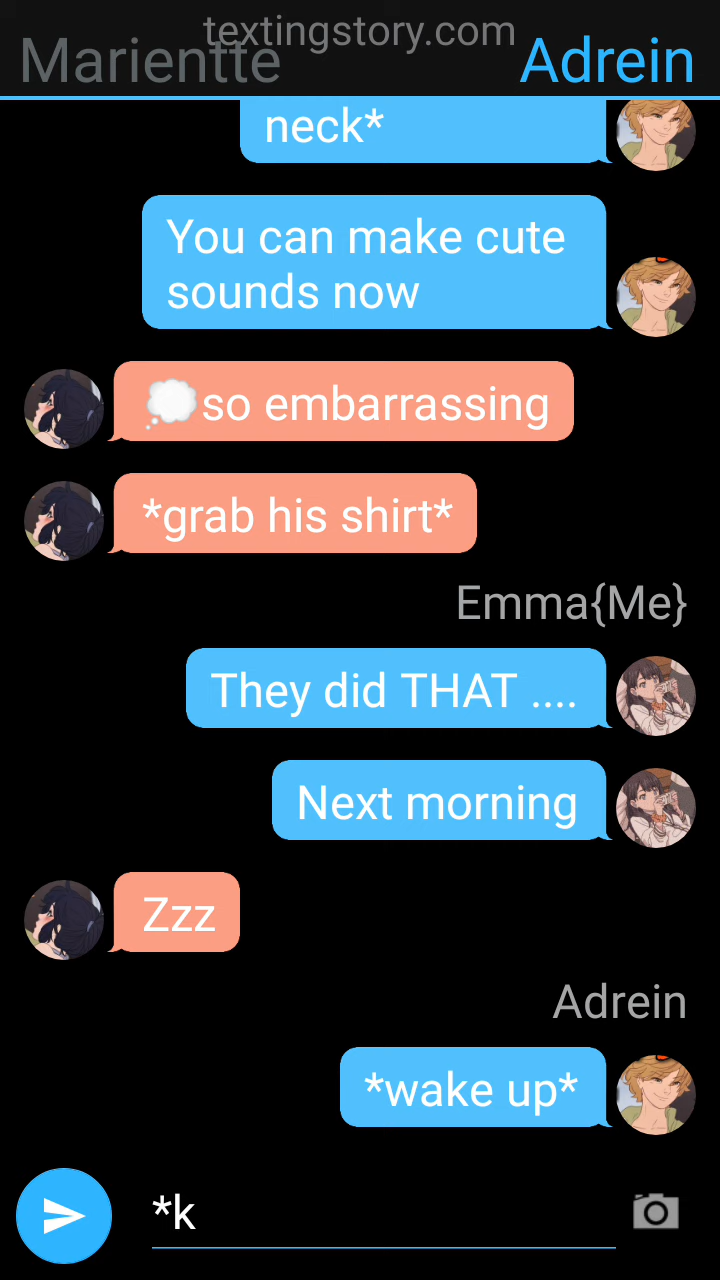 textingstory.com
Marientte Adrein
neck*
You can make cute
sounds now
💭so embarrassing
*grab his shirt*
Emma{Me}
They did THAT ....
Next morning
Zzz
Adrein
*wake up*
*k